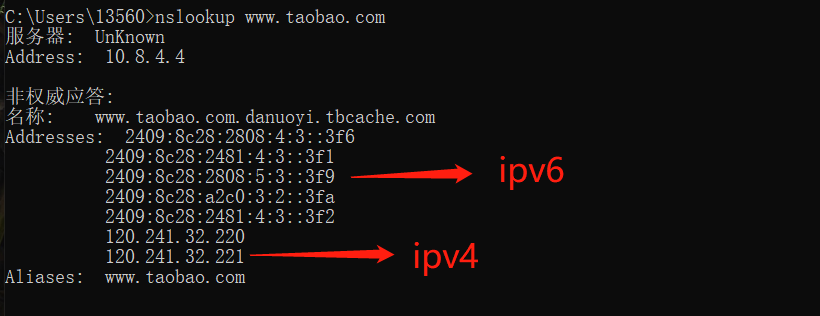 C:\Users\13560>nslookup www.taobao.com
服务器:  UnKnown
Address:  10.8.4.4
非权威应答:
名称:    www.taobao.com.danuoyi.tbcache.com
Addresses:  2409:8c28:2808:4:3::3f6
2409:8c28:2481:4:3::3f1
2409:8c28:2808:5:3::3f9
ipv6
2409:8c28:a2c0:3:2::3fa
2409:8c28:2481:4:3::3f2
120.241.32.220
120.241.32.221
ipv4
Aliases:  www.taobao.com